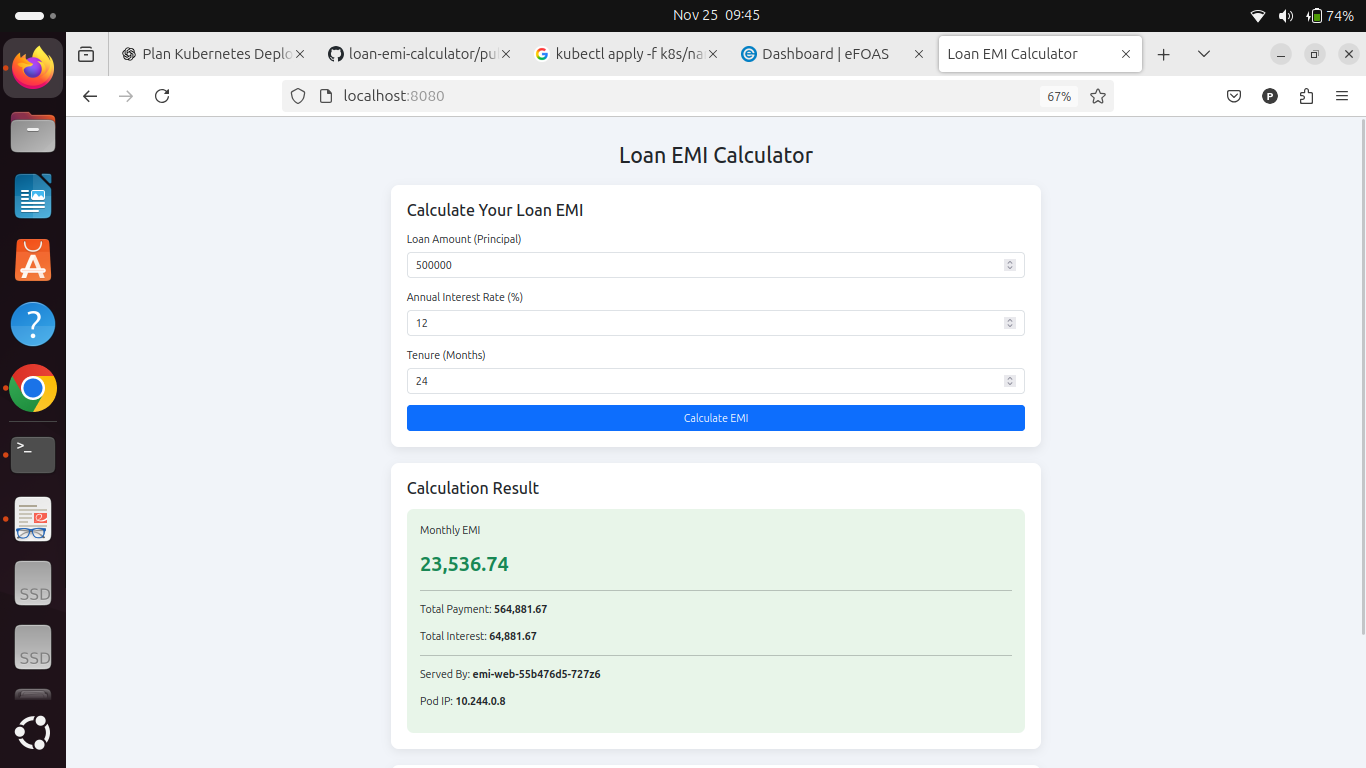 Nov 25 09:45
74%
Plan Kubernetes Deplo
loan-emi-calculator/pu
kubectl apply -f k8s/na
Dashboard | eFOAS
Loan EMI Calculator
localhost:8080
67%
P
Loan EMI Calculator
Calculate Your Loan EMI
Loan Amount (Principal)
500000
Annual Interest Rate (%)
12
Tenure (Months)
24
Calculate EMI
Calculation Result
Monthly EMI
23,536.74
Total Payment: 564,881.67
Total Interest: 64,881.67
Served By: emi-web-55b476d5-727z6
Pod IP: 10.244.0.8
>_
?
SSD
SSD